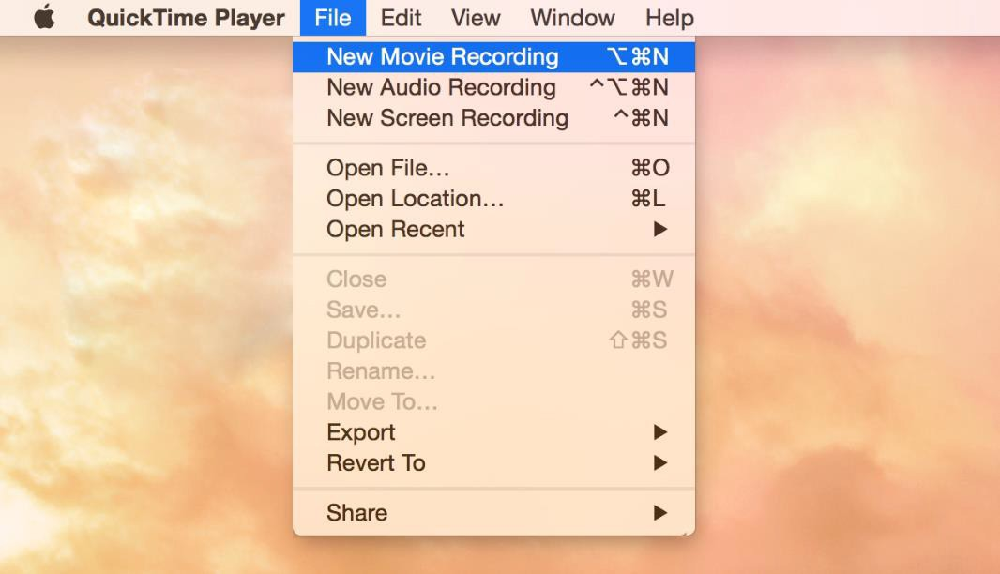 QuickTime Player File Edit View Window Help
New Movie Recording ⌥⌘N
New Audio Recording ^⌥⌘N
New Screen Recording ^⌘N
Open File… ⌘O
Open Location… ⌘L
Open Recent ▶
Close ⌘W
Save… ⌘S
Duplicate ⇧⌘S
Rename…
Move To…
Export ▶
Revert To ▶
Share ▶